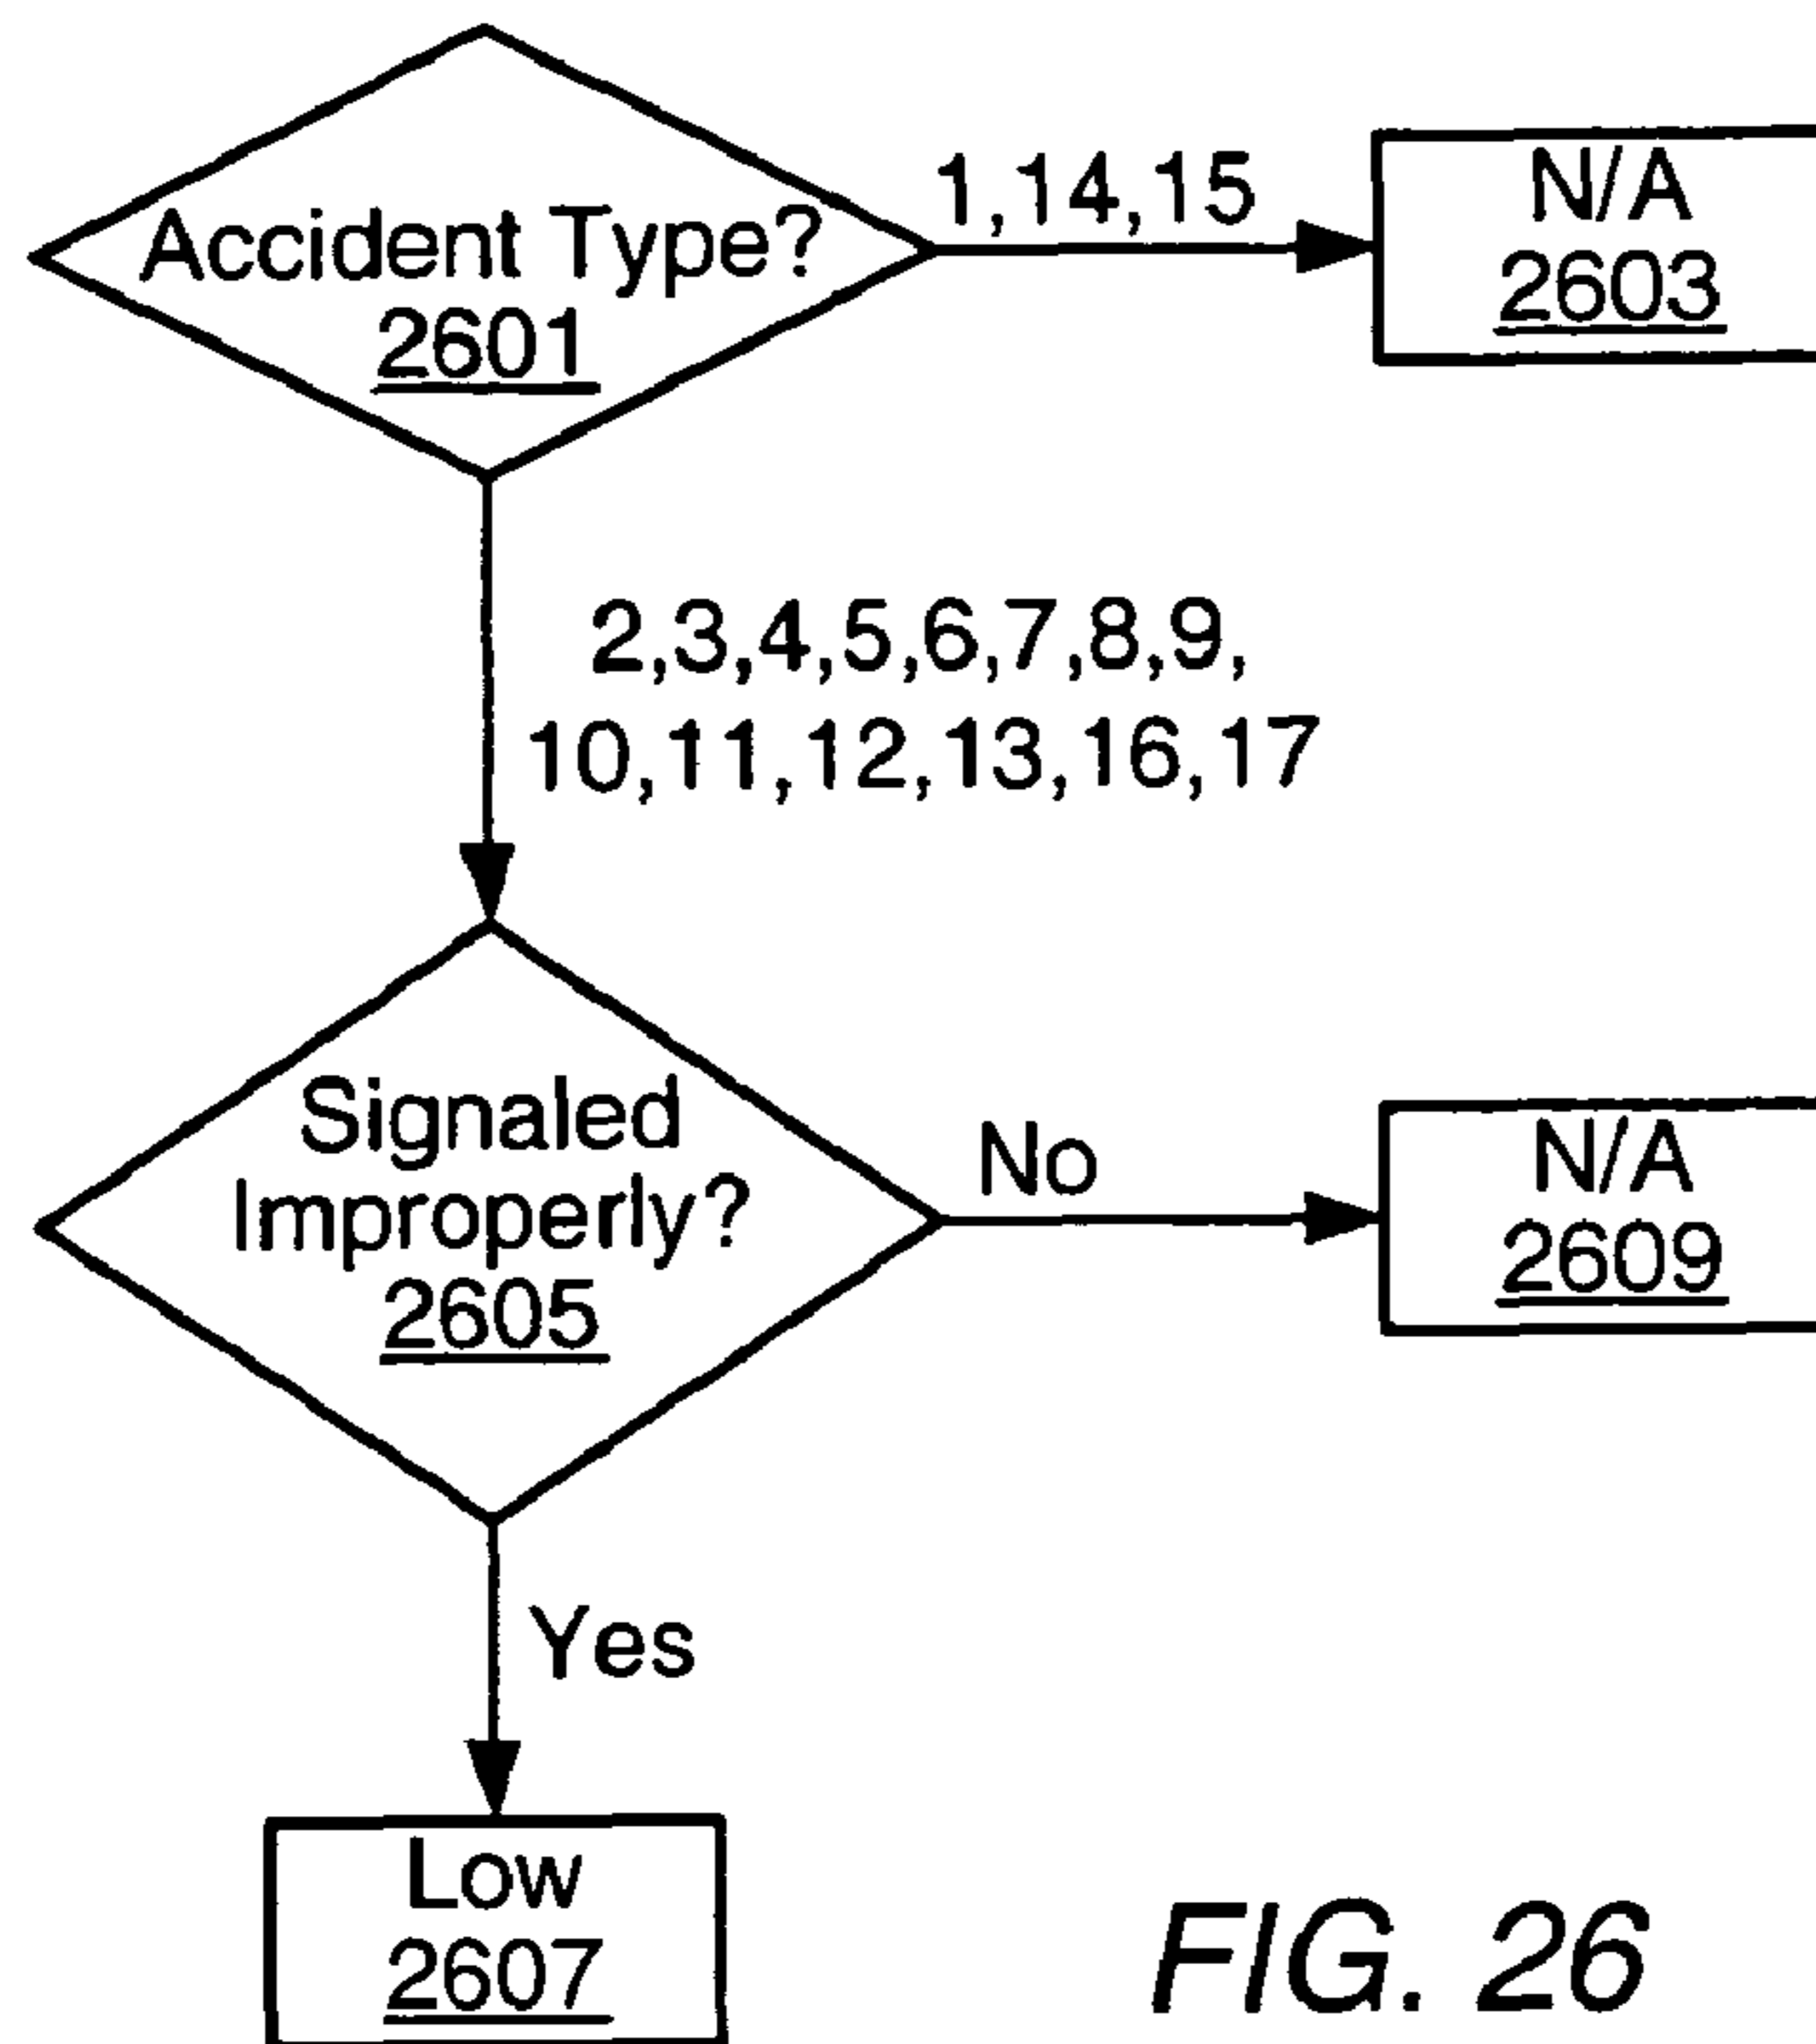 Accident Type?
2601
1,14,15
N/A
2603
2,3,4,5,6,7,8,9,
10,11,12,13,16,17
Signaled
Improperly?
2605
No
N/A
2609
Yes
Low
2607
FIG. 26